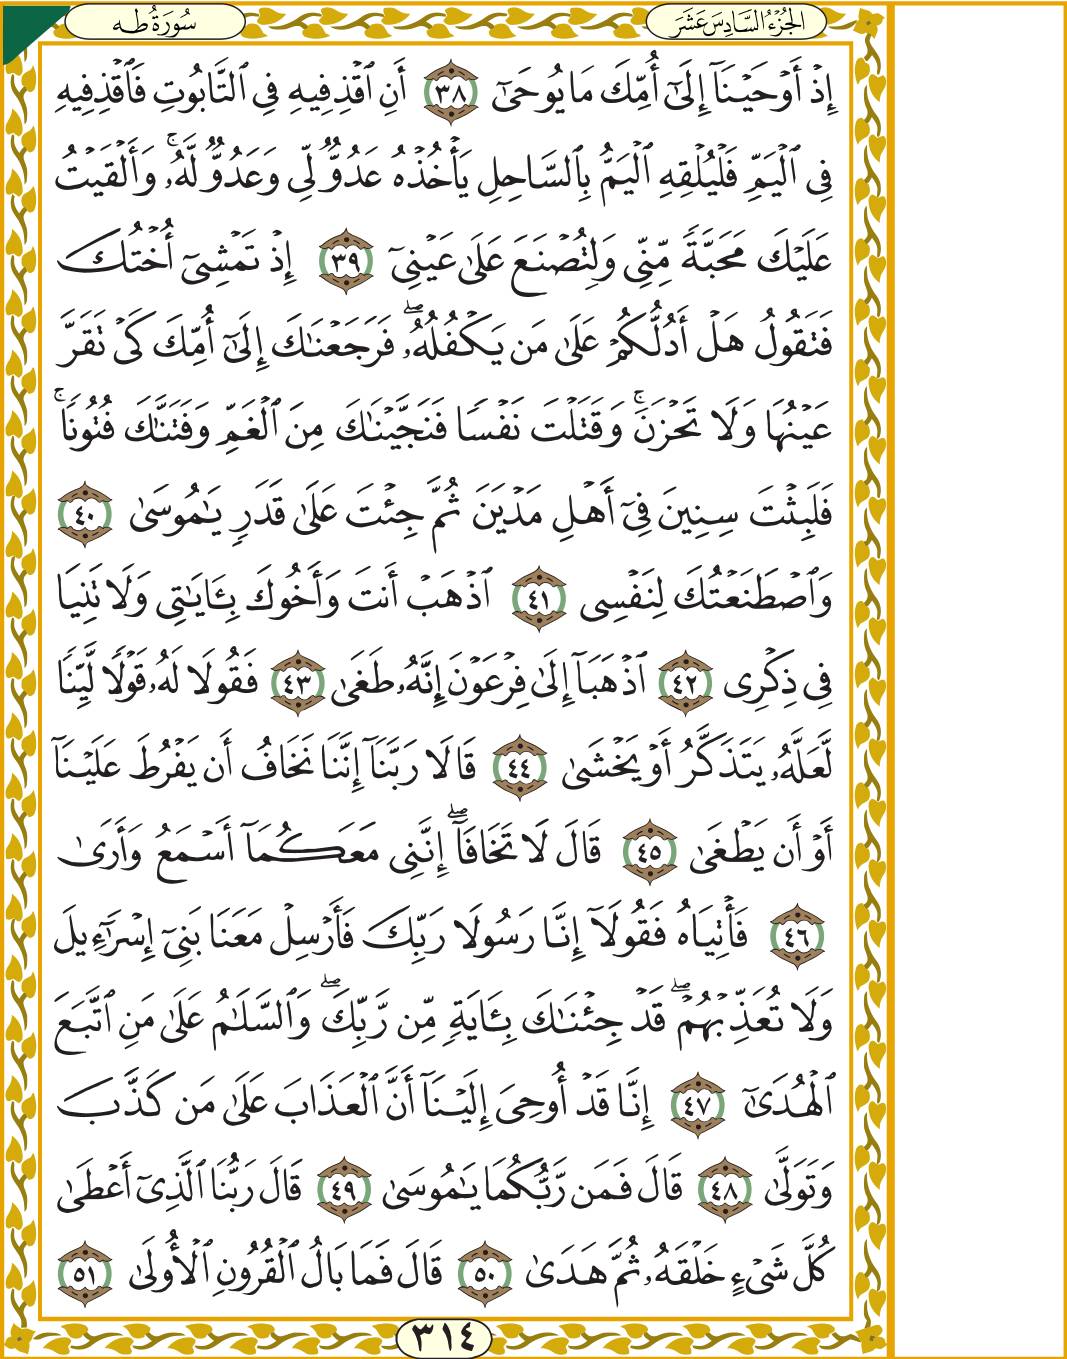 الجُزْءُ السَّادِسَ عَشَرَ
سُورَةُ طه
إِذْ أَوْحَيْنَآ إِلَىٰٓ أُمِّكَ مَا يُوحَىٰٓ ٣٨ أَنِ ٱقْذِفِيهِ فِى ٱلتَّابُوتِ فَٱقْذِفِيهِ
فِى ٱلْيَمِّ فَلْيُلْقِهِ ٱلْيَمُّ بِٱلسَّاحِلِ يَأْخُذْهُ عَدُوٌّ لِّى وَعَدُوٌّ لَّهُۥ ۚ وَأَلْقَيْتُ
عَلَيْكَ مَحَبَّةً مِّنِّى وَلِتُصْنَعَ عَلَىٰ عَيْنِىٓ ٣٩ إِذْ تَمْشِىٓ أُخْتُكَ
فَتَقُولُ هَلْ أَدُلُّكُمْ عَلَىٰ مَن يَكْفُلُهُۥ ۖ فَرَجَعْنَٰكَ إِلَىٰٓ أُمِّكَ كَىْ تَقَرَّ
عَيْنُهَا وَلَا تَحْزَنَ ۚ وَقَتَلْتَ نَفْسًا فَنَجَّيْنَٰكَ مِنَ ٱلْغَمِّ وَفَتَنَّٰكَ فُتُونًا ۚ
فَلَبِثْتَ سِنِينَ فِىٓ أَهْلِ مَدْيَنَ ثُمَّ جِئْتَ عَلَىٰ قَدَرٍ يَٰمُوسَىٰ ٤٠
وَٱصْطَنَعْتُكَ لِنَفْسِى ٤١ ٱذْهَبْ أَنتَ وَأَخُوكَ بِـَٔايَٰتِى وَلَا تَنِيَا
فِى ذِكْرِى ٤٢ ٱذْهَبَآ إِلَىٰ فِرْعَوْنَ إِنَّهُۥ طَغَىٰ ٤٣ فَقُولَا لَهُۥ قَوْلًا لَّيِّنًا
لَّعَلَّهُۥ يَتَذَكَّرُ أَوْ يَخْشَىٰ ٤٤ قَالَا رَبَّنَآ إِنَّنَا نَخَافُ أَن يَفْرُطَ عَلَيْنَآ
أَوْ أَن يَطْغَىٰ ٤٥ قَالَ لَا تَخَافَآ ۖ إِنَّنِى مَعَكُمَآ أَسْمَعُ وَأَرَىٰ
٤٦ فَأْتِيَاهُ فَقُولَآ إِنَّا رَسُولَا رَبِّكَ فَأَرْسِلْ مَعَنَا بَنِىٓ إِسْرَٰٓءِيلَ
وَلَا تُعَذِّبْهُمْ ۖ قَدْ جِئْنَٰكَ بِـَٔايَةٍ مِّن رَّبِّكَ ۖ وَٱلسَّلَٰمُ عَلَىٰ مَنِ ٱتَّبَعَ
ٱلْهُدَىٰٓ ٤٧ إِنَّا قَدْ أُوحِىَ إِلَيْنَآ أَنَّ ٱلْعَذَابَ عَلَىٰ مَن كَذَّبَ
وَتَوَلَّىٰ ٤٨ قَالَ فَمَن رَّبُّكُمَا يَٰمُوسَىٰ ٤٩ قَالَ رَبُّنَا ٱلَّذِىٓ أَعْطَىٰ
كُلَّ شَىْءٍ خَلْقَهُۥ ثُمَّ هَدَىٰ ٥٠ قَالَ فَمَا بَالُ ٱلْقُرُونِ ٱلْأُولَىٰ ٥١
٣١٤